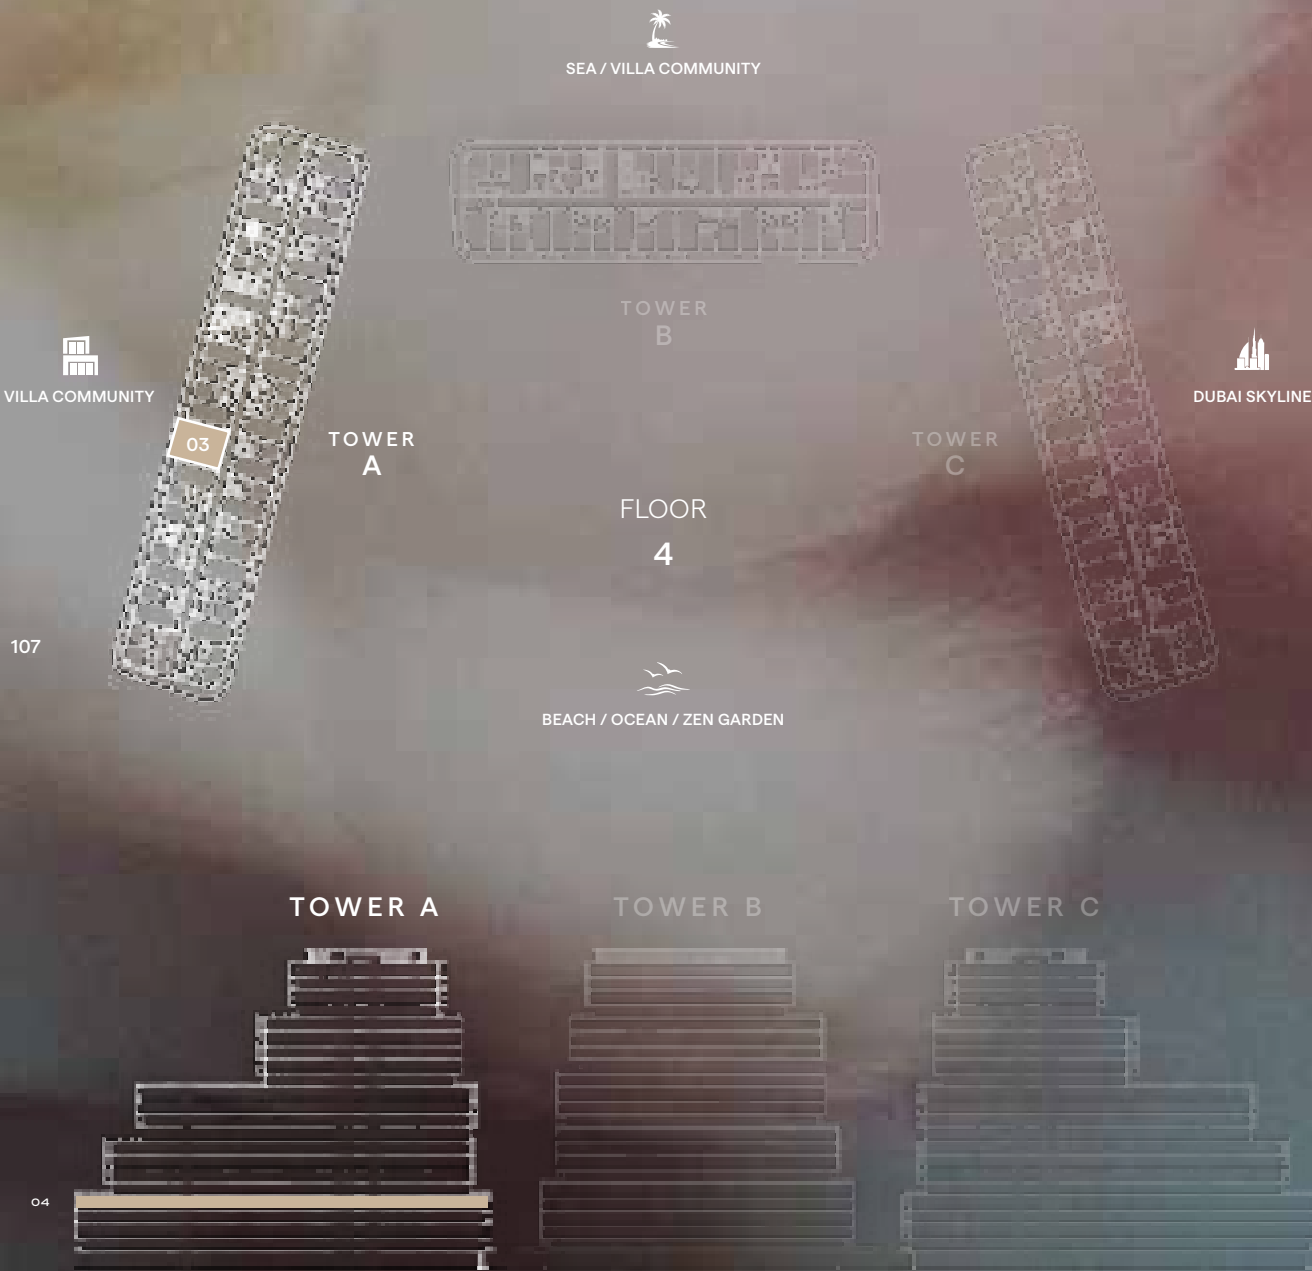 SEA / VILLA COMMUNITY
TOWER
B
VILLA COMMUNITY
DUBAI SKYLINE
03
TOWER
A
TOWER
C
FLOOR
4
107
BEACH / OCEAN / ZEN GARDEN
TOWER A
TOWER B
TOWER C
04